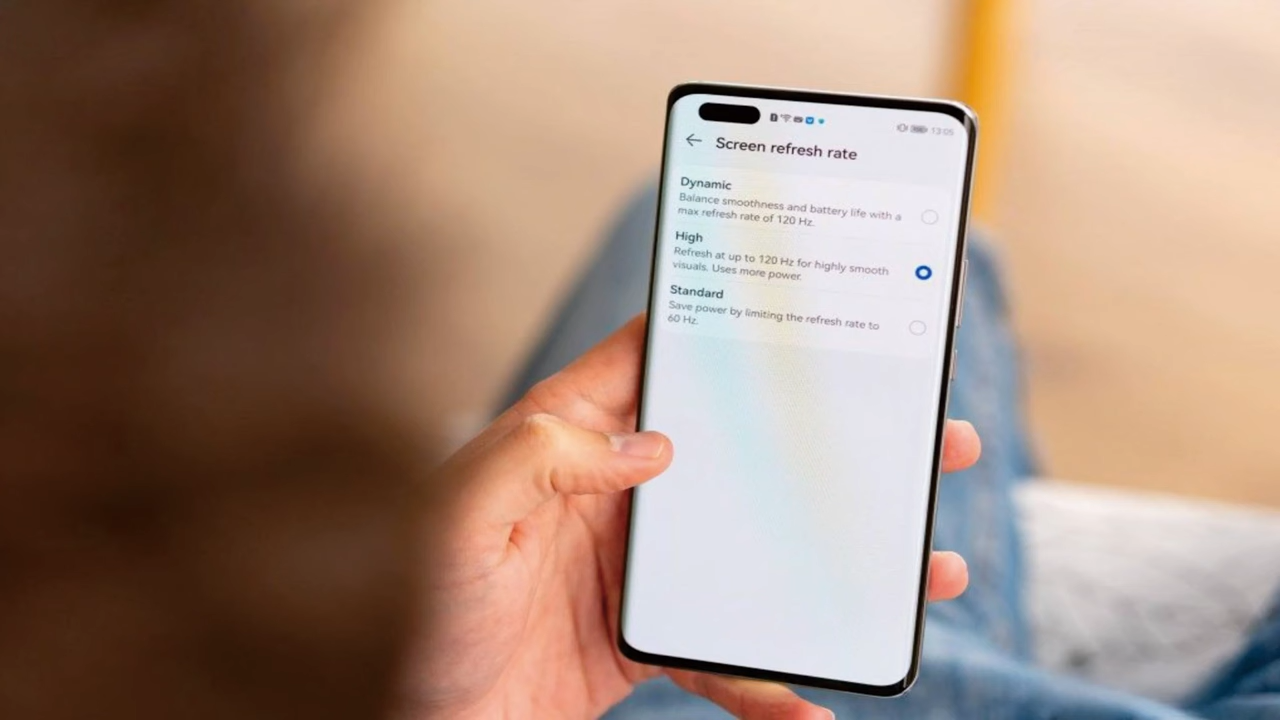 13:05
Screen refresh rate
Dynamic
Balance smoothness and battery life with a
max refresh rate of 120 Hz.
High
Refresh at up to 120 Hz for highly smooth
visuals. Uses more power.
Standard
Save power by limiting the refresh rate to
60 Hz.